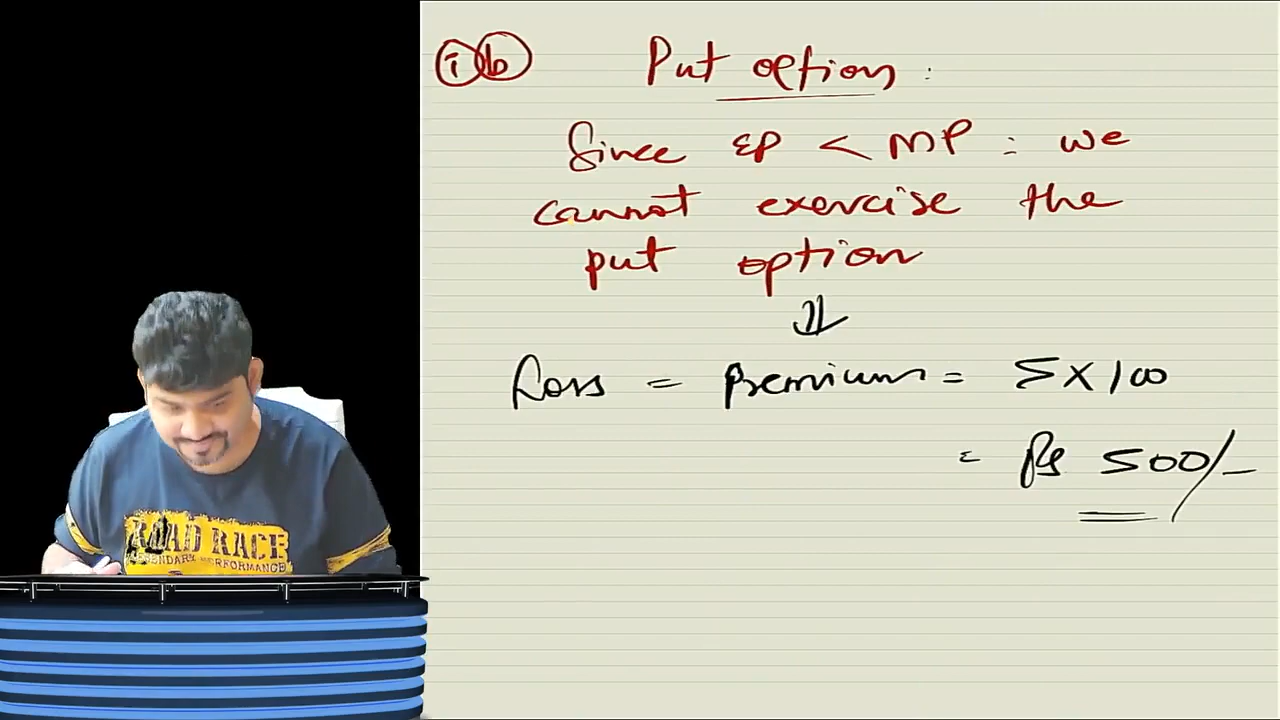 ib Put option :
Since EP < MP : we
cannot exercise the
put option
⇓
Loss = Premium = 5 X 100
= Rs 500/-
ROAD RACE
LEGENDARY PERFORMANCE